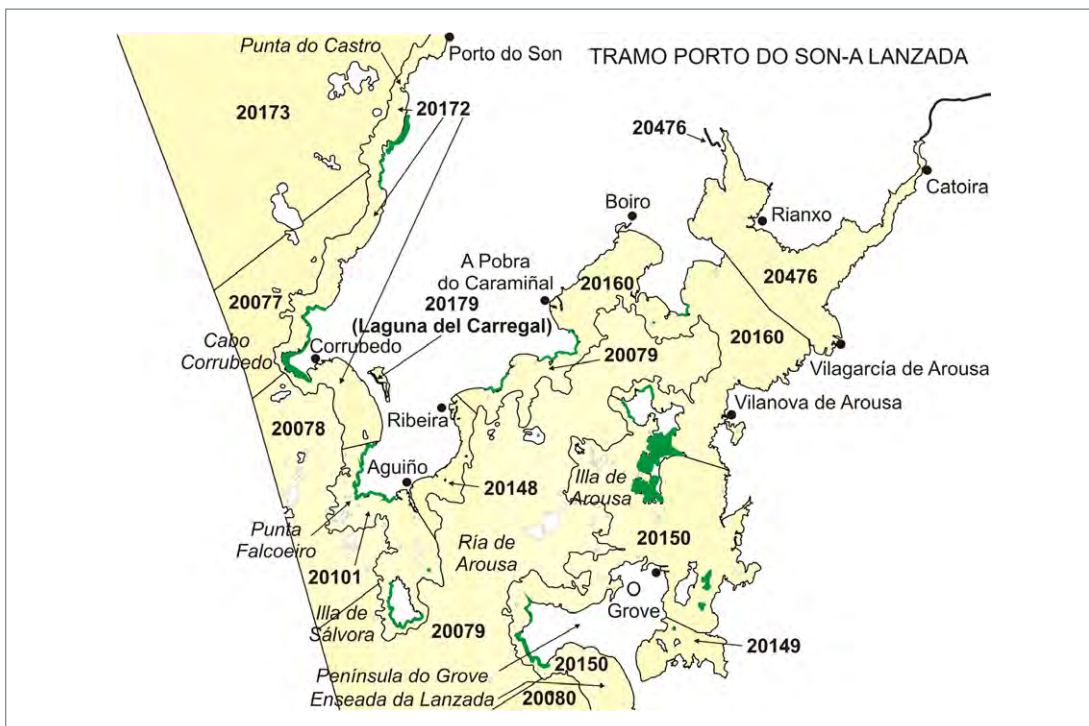 Punta do Castro
Porto do Son
TRAMO PORTO DO SON-A LANZADA
20173
20172
20476
Catoira
Boiro
Rianxo
A Pobra
do Caramiñal
20160
20476
20179
(Laguna del Carregal)
20077
20160
Cabo
Corrubedo
Corrubedo
20079
Vilagarcía de Arousa
Ribeira
Vilanova de Arousa
20078
Aguiño
20148
Illa de
Arousa
Punta
Falcoeiro
Ría de
Arousa
20150
20101
O
Grove
Illa de
Sálvora
20079
20149
Península do Grove
20150
Enseada da Lanzada
20080